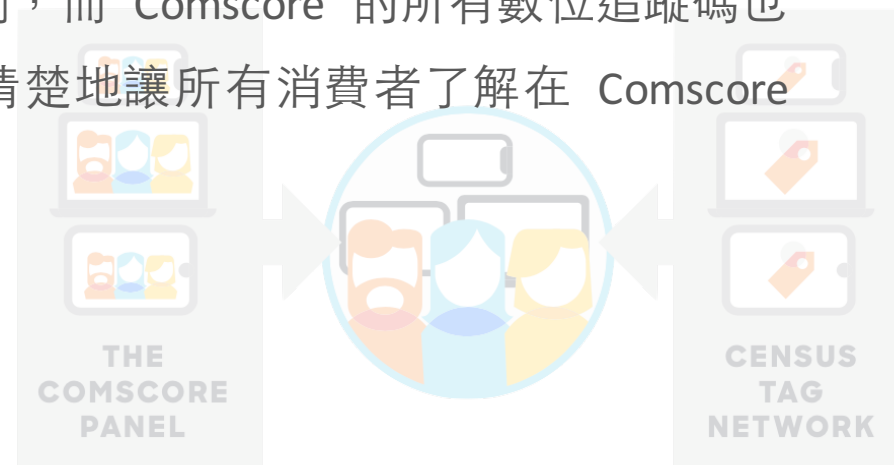 ，而 Comscore 的所有數位追蹤碼也
清楚地讓所有消費者了解在 Comscore
THE
COMSCORE
PANEL
CENSUS
TAG
NETWORK